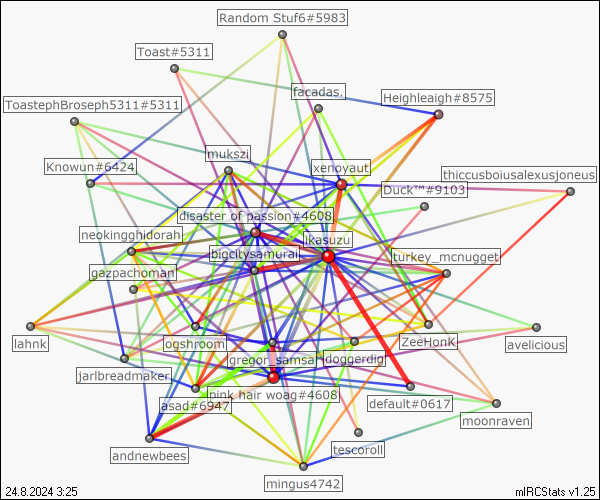 Random Stuf6#5983
Toast#5311
facadas.
Heighleaigh#8575
ToastephBroseph5311#5311
mukszi
xenoyaut
Knowun#6424
thiccusboiusalexusjoneus
Duck™#9103
disaster of passion#4608
neokingghidorah
ikasuzu
bigcitysamurai
turkey_mcnugget
gazpachoman
lahnk
ogshroom
ZeeHonK
avelicious
gregor_samsa
cloggerdig
jarlbreadmaker
pink hair woag#4608
default#0617
asad#6947
moonraven
andnewbees
tescoroll
mingus4742
24.8.2024 3:25
mIRCStats v1.25